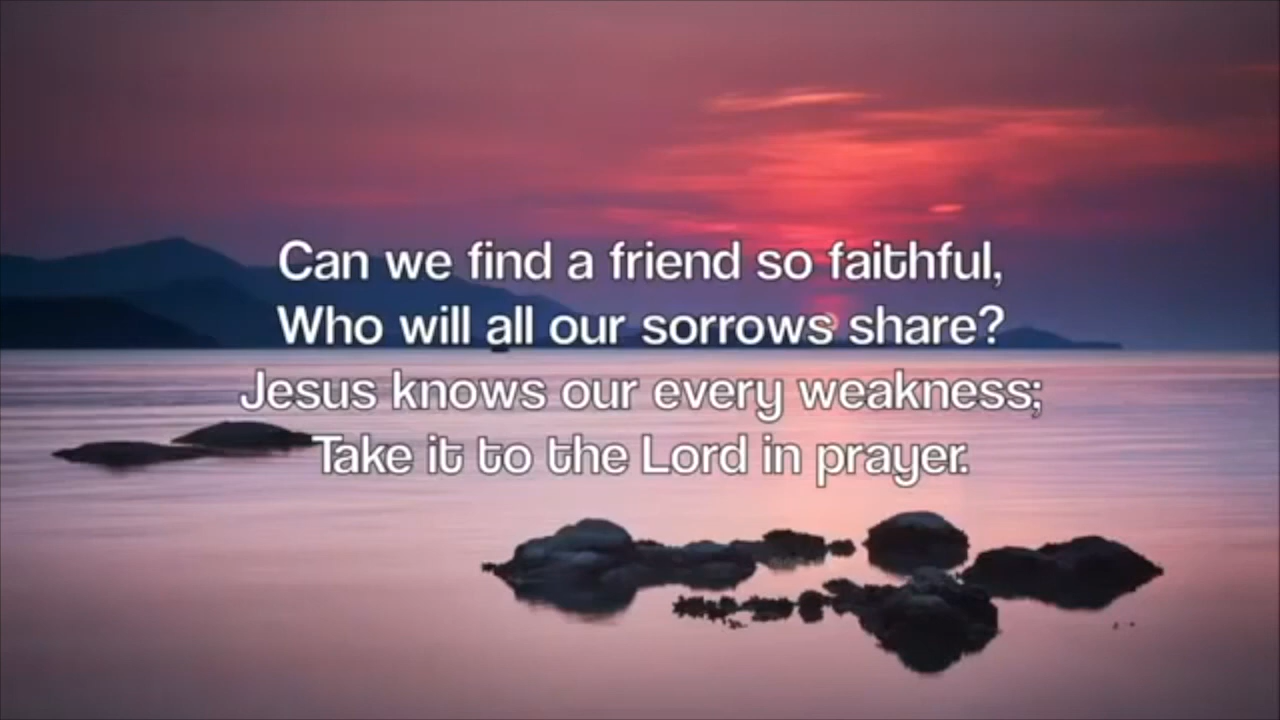 Can we find a friend so faithful,
Who will all our sorrows share?
Jesus knows our every weakness;
Take it to the Lord in prayer.